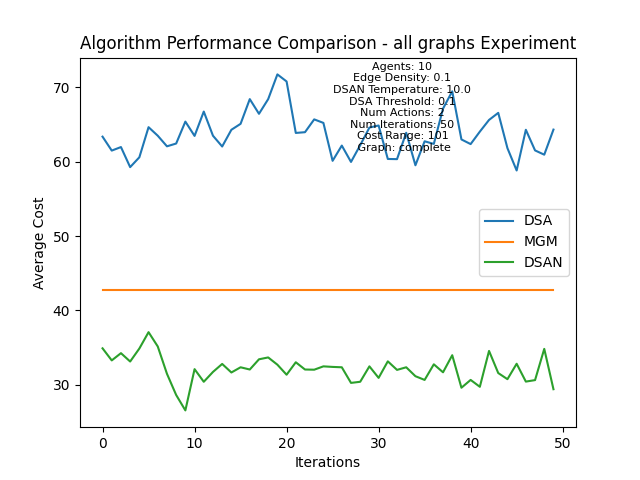 Algorithm Performance Comparison - all graphs Experiment
Agents: 10
Edge Density: 0.1
DSAN Temperature: 10.0
DSA Threshold: 0.1
Num Actions: 2
Num Iterations: 50
Cost Range: 101
Graph: complete
70
60
50
40
30
Average Cost
DSA
MGM
DSAN
0
10
20
30
40
50
Iterations